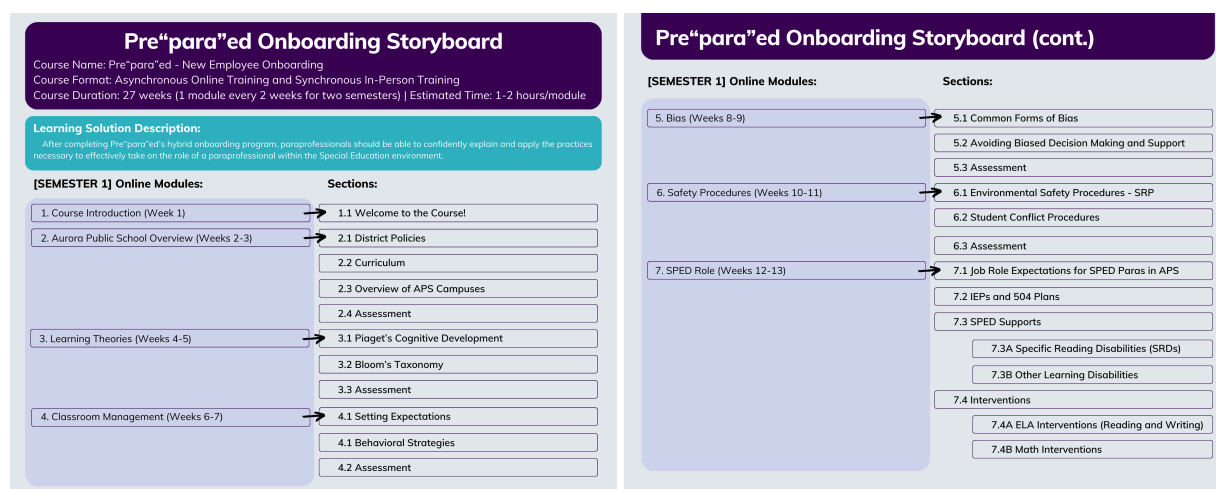 Pre“para”ed Onboarding Storyboard
Course Name: Pre“para”ed - New Employee Onboarding
Course Format: Asynchronous Online Training and Synchronous In-Person Training
Course Duration: 27 weeks (1 module every 2 weeks for two semesters) | Estimated Time: 1-2 hours/module
Learning Solution Description:
After completing Pre“para”ed’s hybrid onboarding program, paraprofessionals should be able to confidently explain and apply the practices
necessary to effectively take on the role of a paraprofessional within the Special Education environment.
[SEMESTER 1] Online Modules:
Sections:
1. Course Introduction (Week 1)
1.1 Welcome to the Course!
2. Aurora Public School Overview (Weeks 2-3)
2.1 District Policies
2.2 Curriculum
2.3 Overview of APS Campuses
2.4 Assessment
3. Learning Theories (Weeks 4-5)
3.1 Piaget’s Cognitive Development
3.2 Bloom’s Taxonomy
3.3 Assessment
4. Classroom Management (Weeks 6-7)
4.1 Setting Expectations
4.1 Behavioral Strategies
4.2 Assessment
Pre“para”ed Onboarding Storyboard (cont.)
[SEMESTER 1] Online Modules:
Sections:
5. Bias (Weeks 8-9)
5.1 Common Forms of Bias
5.2 Avoiding Biased Decision Making and Support
5.3 Assessment
6. Safety Procedures (Weeks 10-11)
6.1 Environmental Safety Procedures - SRP
6.2 Student Conflict Procedures
6.3 Assessment
7. SPED Role (Weeks 12-13)
7.1 Job Role Expectations for SPED Paras in APS
7.2 IEPs and 504 Plans
7.3 SPED Supports
7.3A Specific Reading Disabilities (SRDs)
7.3B Other Learning Disabilities
7.4 Interventions
7.4A ELA Interventions (Reading and Writing)
7.4B Math Interventions